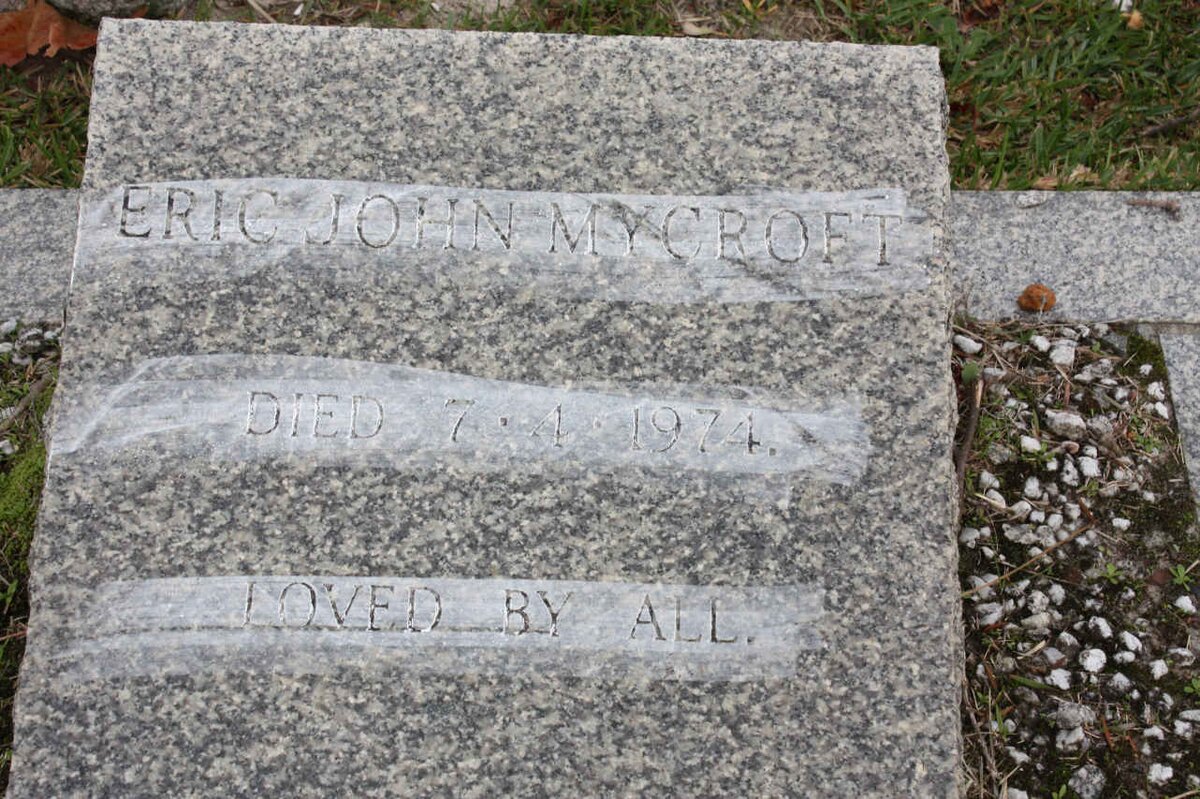 ERIC JOHN MYCROFT
DIED 7·4·1974.
LOVED BY ALL.